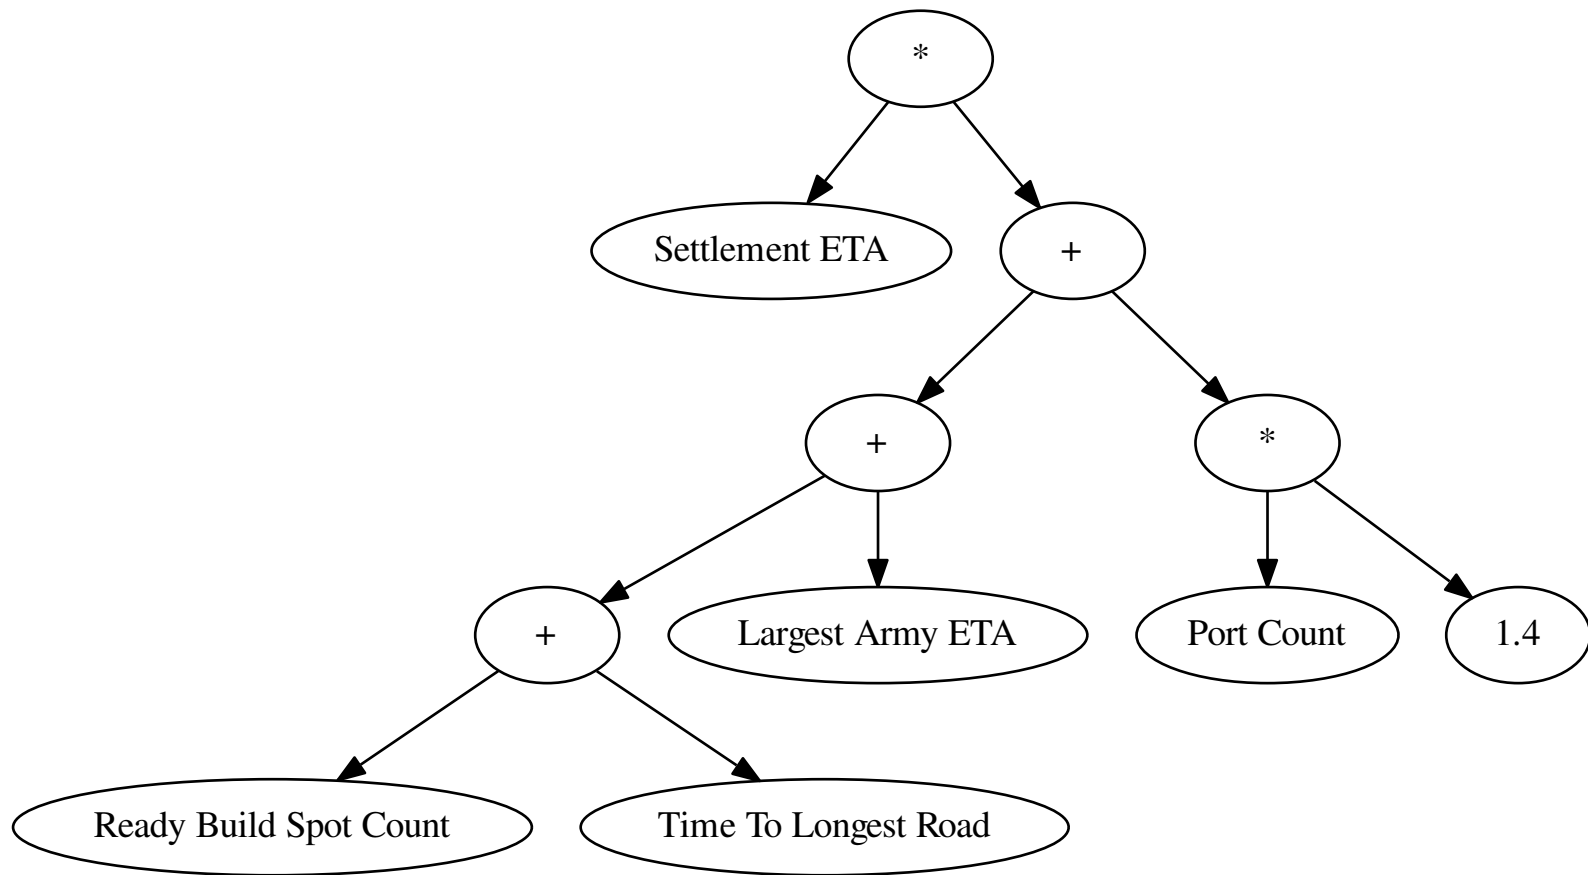 *
Settlement ETA
+
+
*
+
Largest Army ETA
Port Count
1.4
Ready Build Spot Count
Time To Longest Road